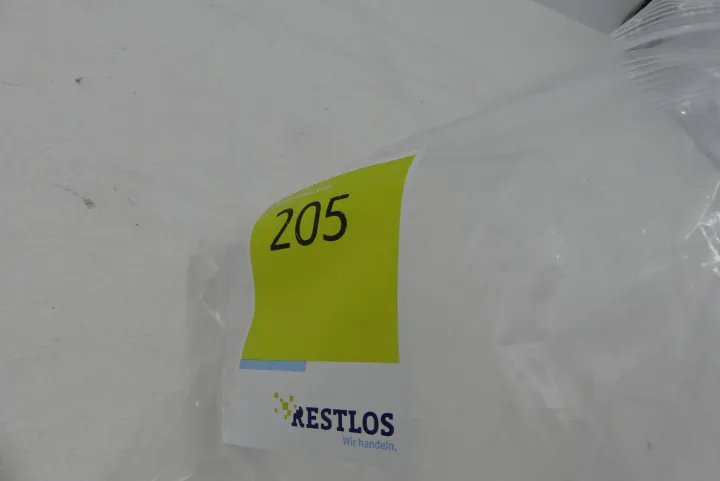 205
RESTLOS
Wir handeln.